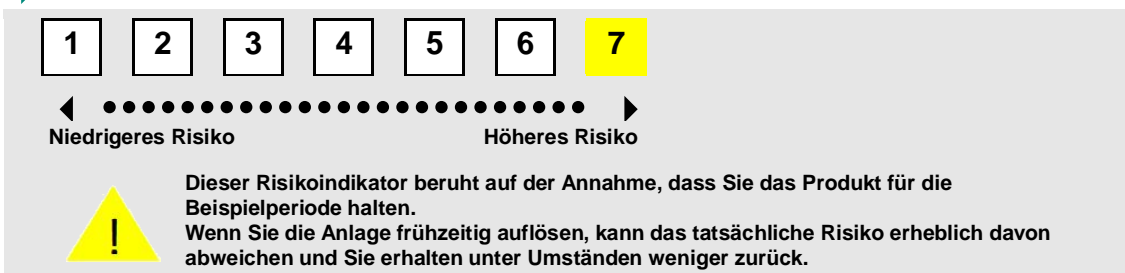 1 2 3 4 5 6 7
Niedrigeres Risiko Höheres Risiko
Dieser Risikoindikator beruht auf der Annahme, dass Sie das Produkt für die
Beispielperiode halten.
! Wenn Sie die Anlage frühzeitig auflösen, kann das tatsächliche Risiko erheblich davon
abweichen und Sie erhalten unter Umständen weniger zurück.